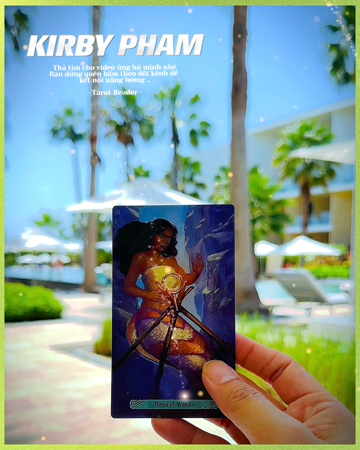 KIRBY PHAM
Thả tim cho video ủng hộ mình nhé
Bạn đừng quên bấm theo dõi kênh để
kết nối năng lượng ..
- Tarot Reader -
Three of Wands